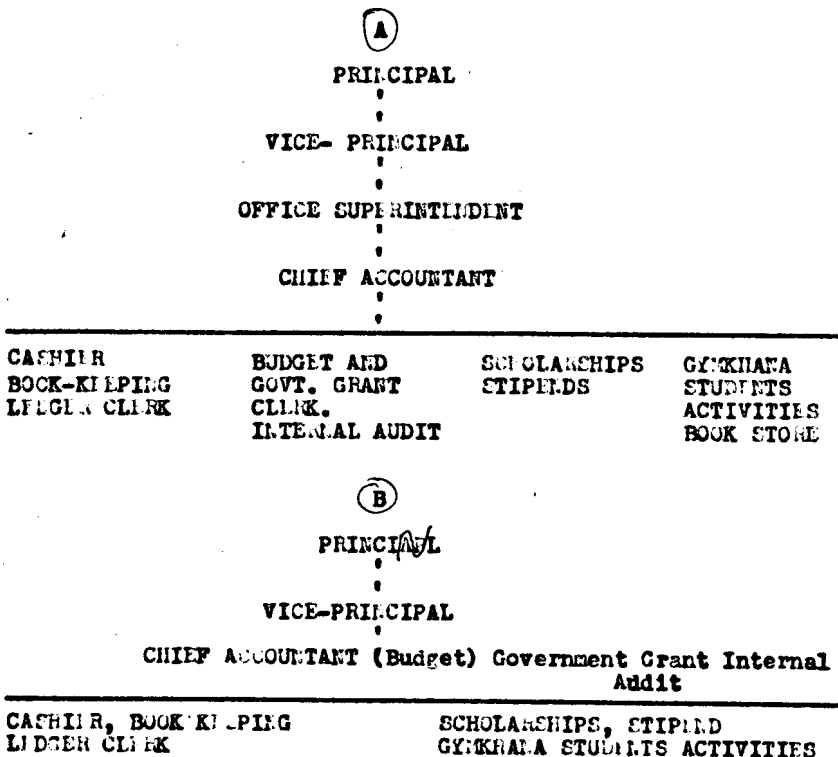 A
PRINCIPAL
VICE- PRINCIPAL
OFFICE SUPERINTENDENT
CHIEF ACCOUNTANT
CASHIER BUDGET AND SCHOLARSHIPS GYMKHANA
BOOK-KEEPING GOVT. GRANT STIPENDS STUDENTS
LEDGER CLERK CLERK. ACTIVITIES
INTERNAL AUDIT BOOK STORE
B
PRINCIPAL
VICE-PRINCIPAL
CHIEF ACCOUNTANT (Budget) Government Grant Internal
Audit
CASHIER, BOOK KEEPING SCHOLARSHIPS, STIPEND
LEDGER CLERK GYMKHANA STUDENTS ACTIVITIES